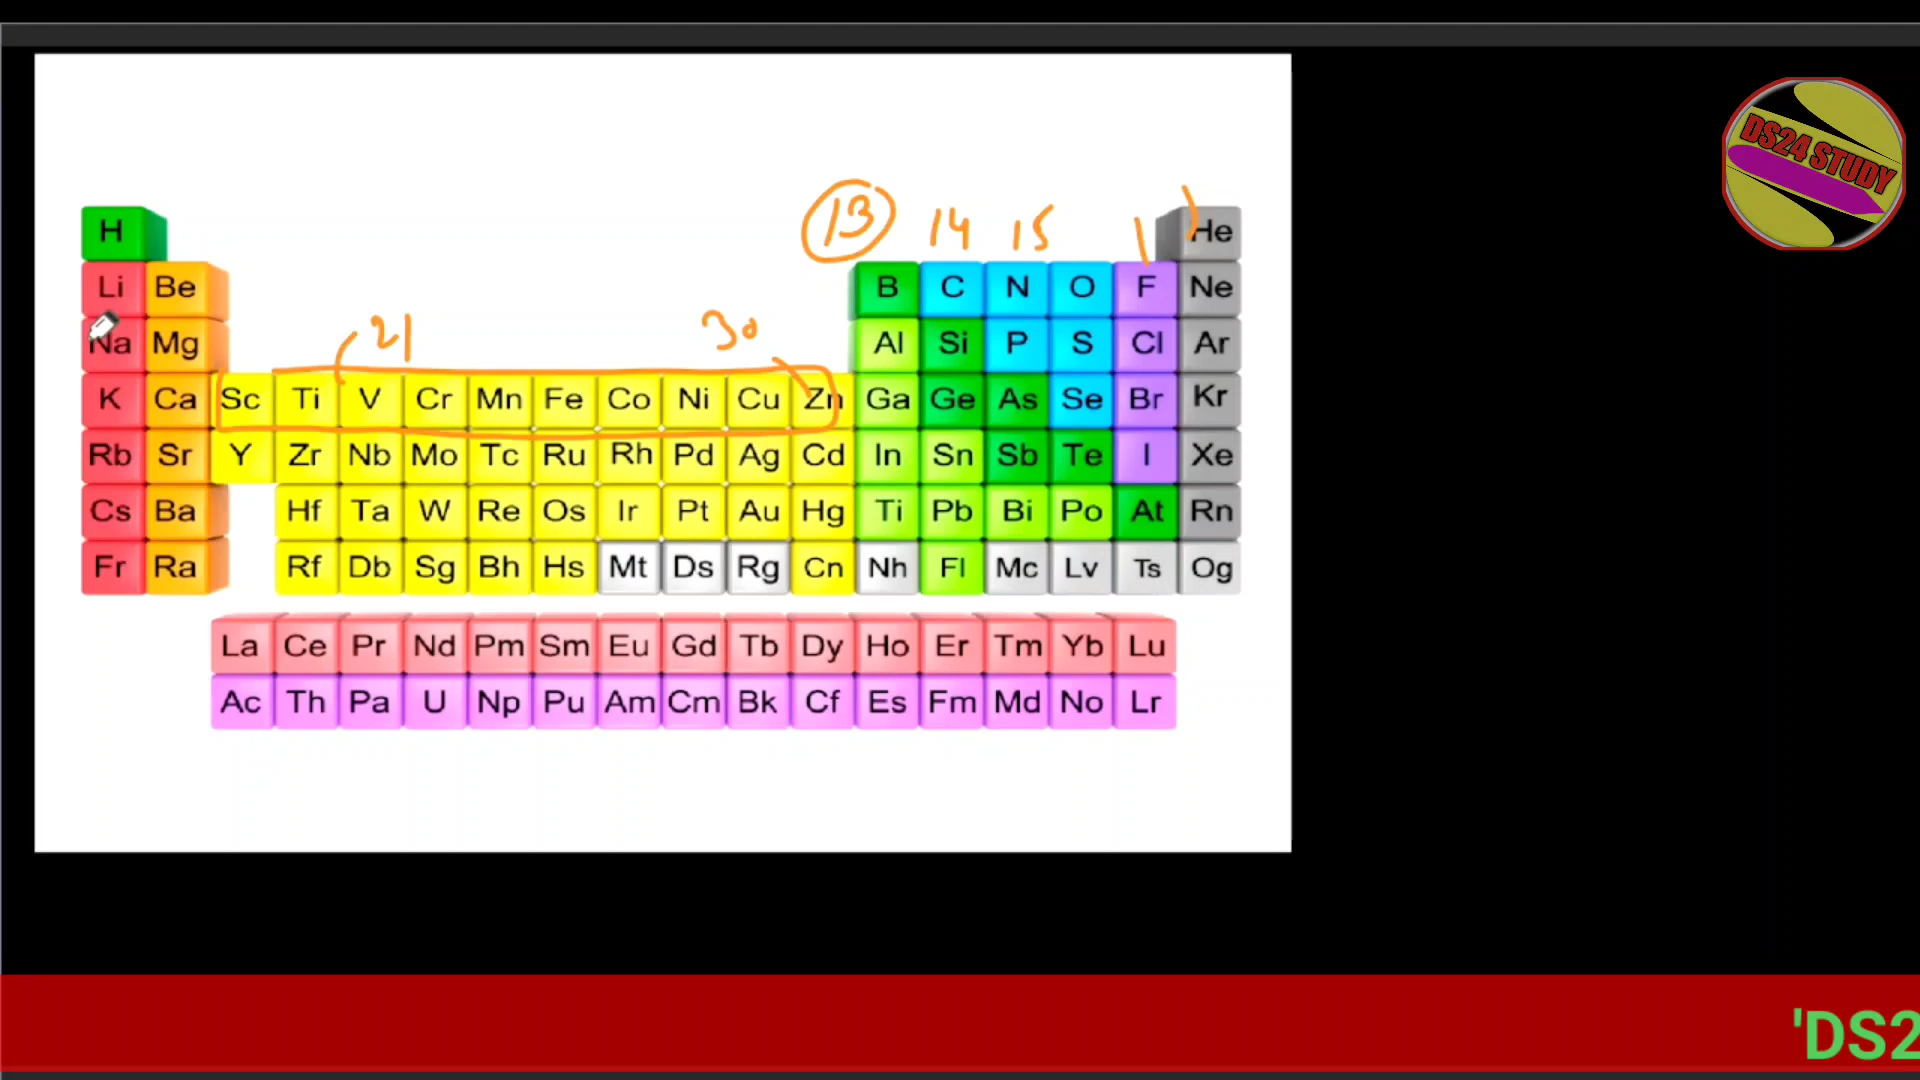 DS24 STUDY
13 14 15
H He
Li Be B C N O F Ne
21 30
Na Mg Al Si P S Cl Ar
K Ca Sc Ti V Cr Mn Fe Co Ni Cu Zn Ga Ge As Se Br Kr
Rb Sr Y Zr Nb Mo Tc Ru Rh Pd Ag Cd In Sn Sb Te I Xe
Cs Ba Hf Ta W Re Os Ir Pt Au Hg Ti Pb Bi Po At Rn
Fr Ra Rf Db Sg Bh Hs Mt Ds Rg Cn Nh Fl Mc Lv Ts Og
La Ce Pr Nd Pm Sm Eu Gd Tb Dy Ho Er Tm Yb Lu
Ac Th Pa U Np Pu Am Cm Bk Cf Es Fm Md No Lr
'DS2